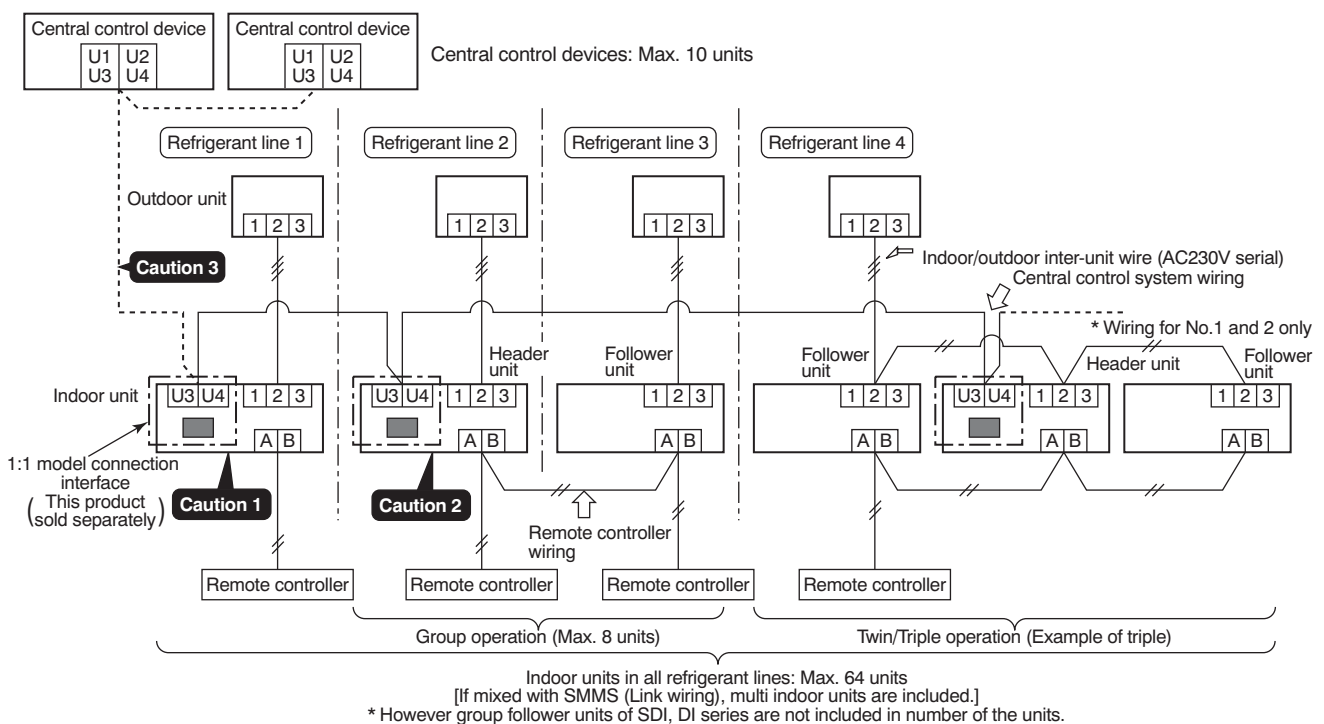 Central control device
U1 U2
U3 U4
Central control device
U1 U2
U3 U4
Central control devices: Max. 10 units
Refrigerant line 1
Refrigerant line 2
Refrigerant line 3
Refrigerant line 4
Outdoor unit
1 2 3
1 2 3
1 2 3
1 2 3
Indoor/outdoor inter-unit wire (AC230V serial)
Central control system wiring
Caution 3
* Wiring for No.1 and 2 only
Header
unit
Follower
unit
Follower
unit
Header unit
Follower
unit
Indoor unit
U3 U4 1 2 3
A B
U3 U4 1 2 3
A B
1 2 3
A B
1 2 3
A B
U3 U4 1 2 3
A B
1 2 3
A B
1:1 model connection
interface
(This product
sold separately)
Caution 1
Caution 2
Remote controller
wiring
Remote controller
Remote controller
Remote controller
Remote controller
Group operation (Max. 8 units)
Twin/Triple operation (Example of triple)
Indoor units in all refrigerant lines: Max. 64 units
[If mixed with SMMS (Link wiring), multi indoor units are included.]
* However group follower units of SDI, DI series are not included in number of the units.